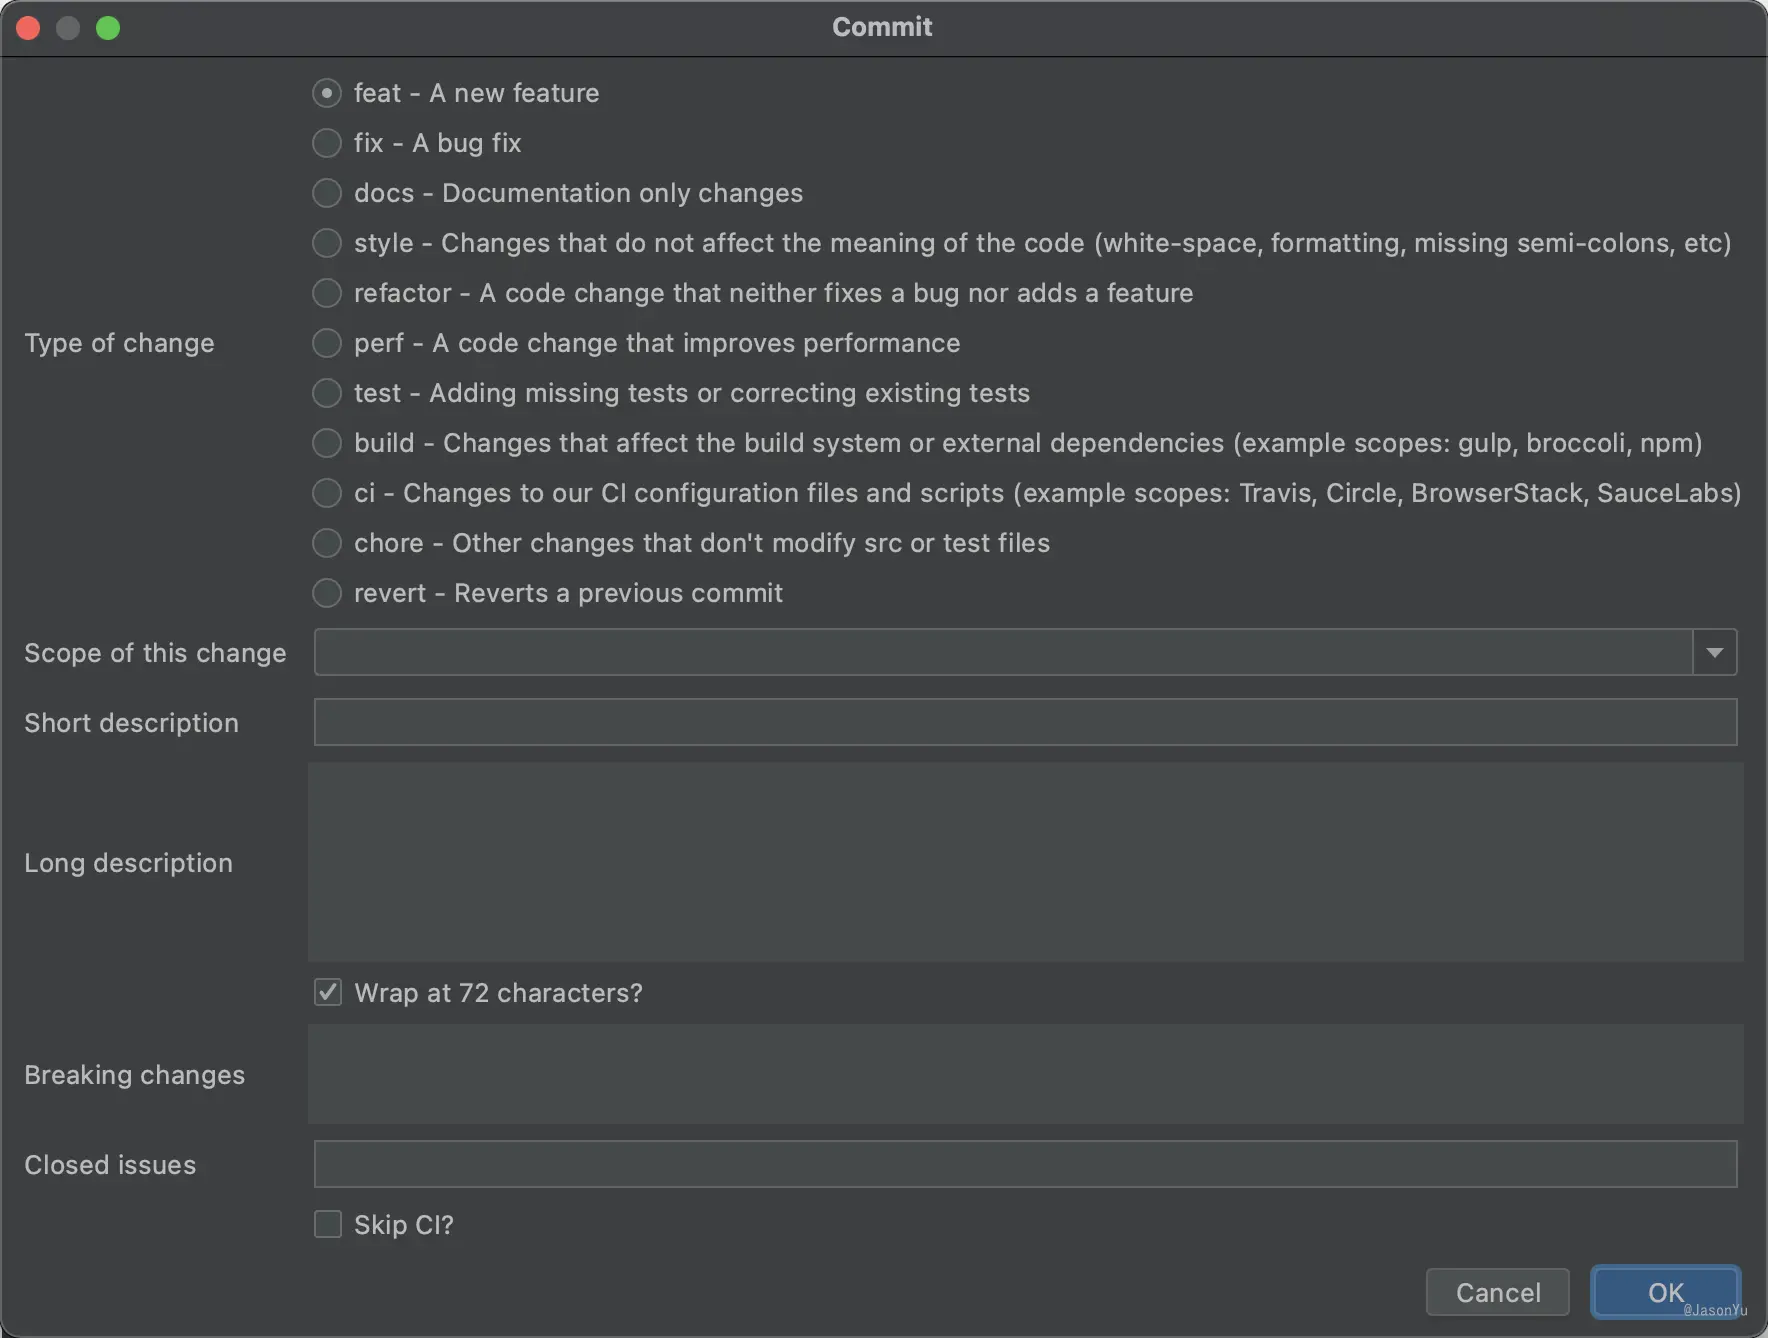 Commit
feat - A new feature
fix - A bug fix
docs - Documentation only changes
style - Changes that do not affect the meaning of the code (white-space, formatting, missing semi-colons, etc)
refactor - A code change that neither fixes a bug nor adds a feature
Type of change
perf - A code change that improves performance
test - Adding missing tests or correcting existing tests
build - Changes that affect the build system or external dependencies (example scopes: gulp, broccoli, npm)
ci - Changes to our CI configuration files and scripts (example scopes: Travis, Circle, BrowserStack, SauceLabs)
chore - Other changes that don't modify src or test files
revert - Reverts a previous commit
Scope of this change
Short description
Long description
Wrap at 72 characters?
Breaking changes
Closed issues
Skip CI?
Cancel
OK
@JasonYu